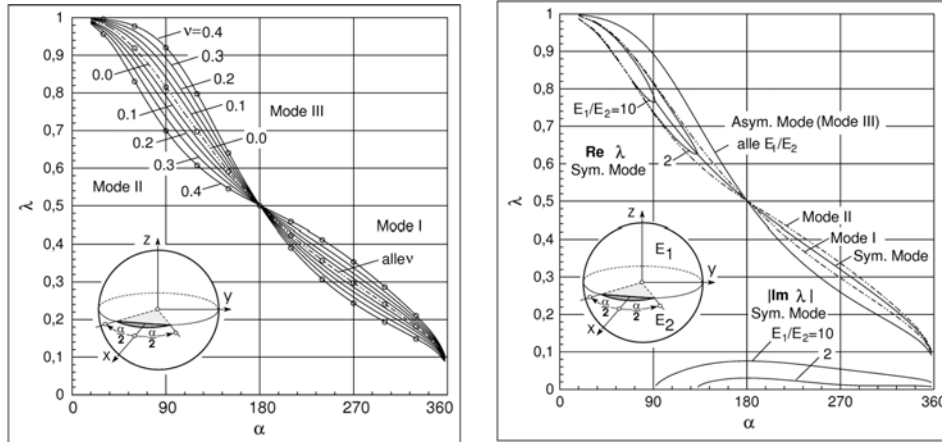 1
0,9
0,8
0,7
0,6
0,5
0,4
0,3
0,2
0,1
0
λ
ν=0.4
0.3
0.2
0.1
0.0
Mode III
0.0
0.1
0.2
0.3
0.4
Mode II
Mode I
alle ν
z
y
x
α/2
α/2
0 90 180 270 360
α
1
0,9
0,8
0,7
0,6
0,5
0,4
0,3
0,2
0,1
0
λ
E1/E2=10
2
Re λ
Sym. Mode
Asym. Mode (Mode III)
alle E1/E2
Mode II
Mode I
Sym. Mode
|Im λ|
Sym. Mode
E1/E2=10
2
z
E1
y
E2
x
α/2
α/2
0 90 180 270 360
α